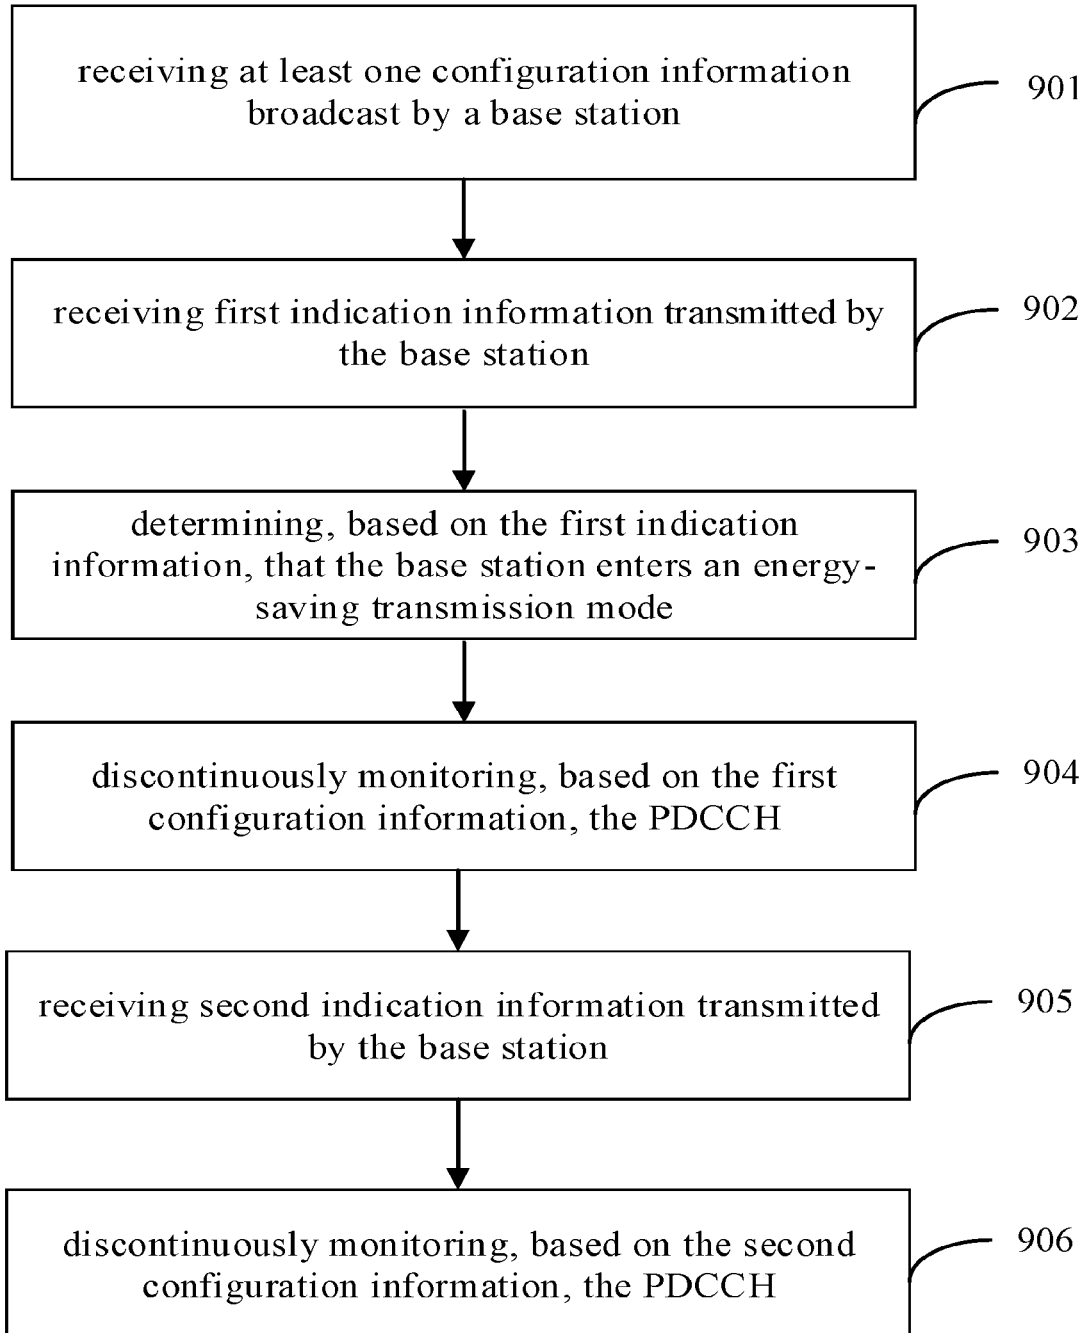 receiving at least one configuration information
broadcast by a base station
901
receiving first indication information transmitted by
the base station
902
determining, based on the first indication
information, that the base station enters an energy-
saving transmission mode
903
discontinuously monitoring, based on the first
configuration information, the PDCCH
904
receiving second indication information transmitted
by the base station
905
discontinuously monitoring, based on the second
configuration information, the PDCCH
906